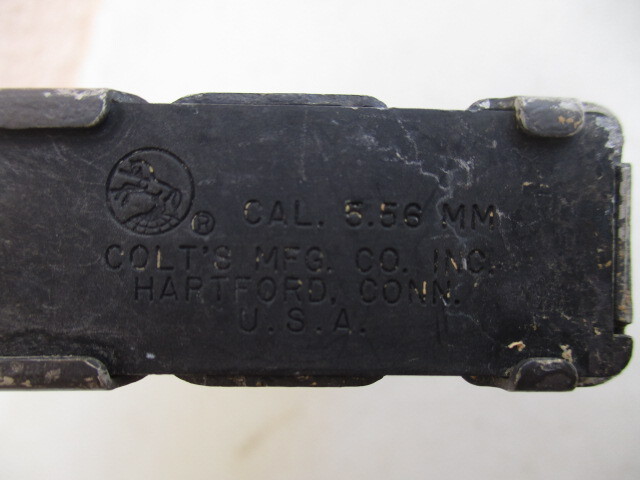 ® CAL. 5.56 MM
COLT'S MFG. CO. INC.
HARTFORD, CONN.
U.S.A.